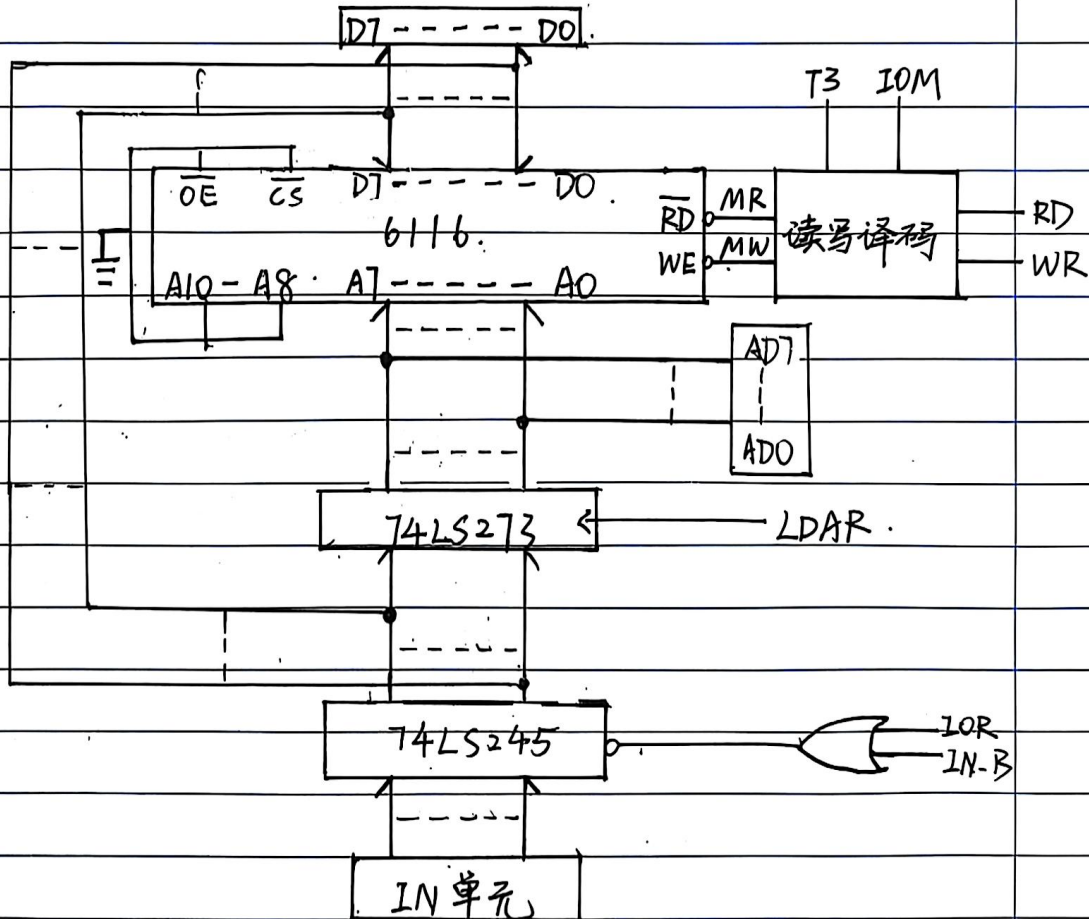 D7 ----- D0
T3 IOM
OE CS D7 ----- D0
RD MR 读写译码 RD
6116.
WE MW WR
A10 - A8 A7 ----- A0
AD7
AD0
74LS273 LDAR.
74LS245 IOR
IN-B
IN单元